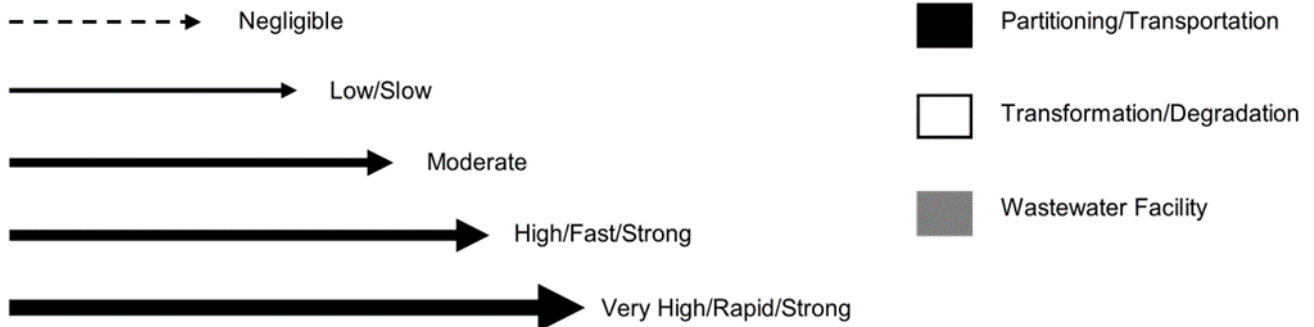 Negligible
Low/Slow
Moderate
High/Fast/Strong
Very High/Rapid/Strong
Partitioning/Transportation
Transformation/Degradation
Wastewater Facility